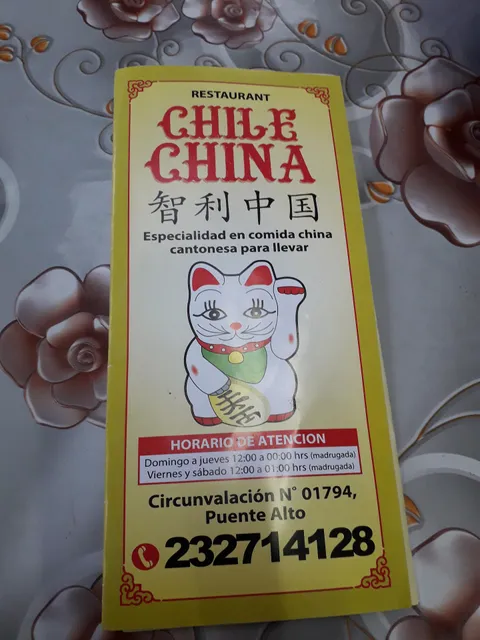 RESTAURANT
CHILE
CHINA
智利中国
Especialidad en comida china
cantonesa para llevar
HORARIO DE ATENCION
Domingo a jueves 12:00 a 00:00 hrs (madrugada)
Viernes y sábado 12:00 a 01:00 hrs (madrugada)
Circunvalación N° 01794,
Puente Alto
232714128